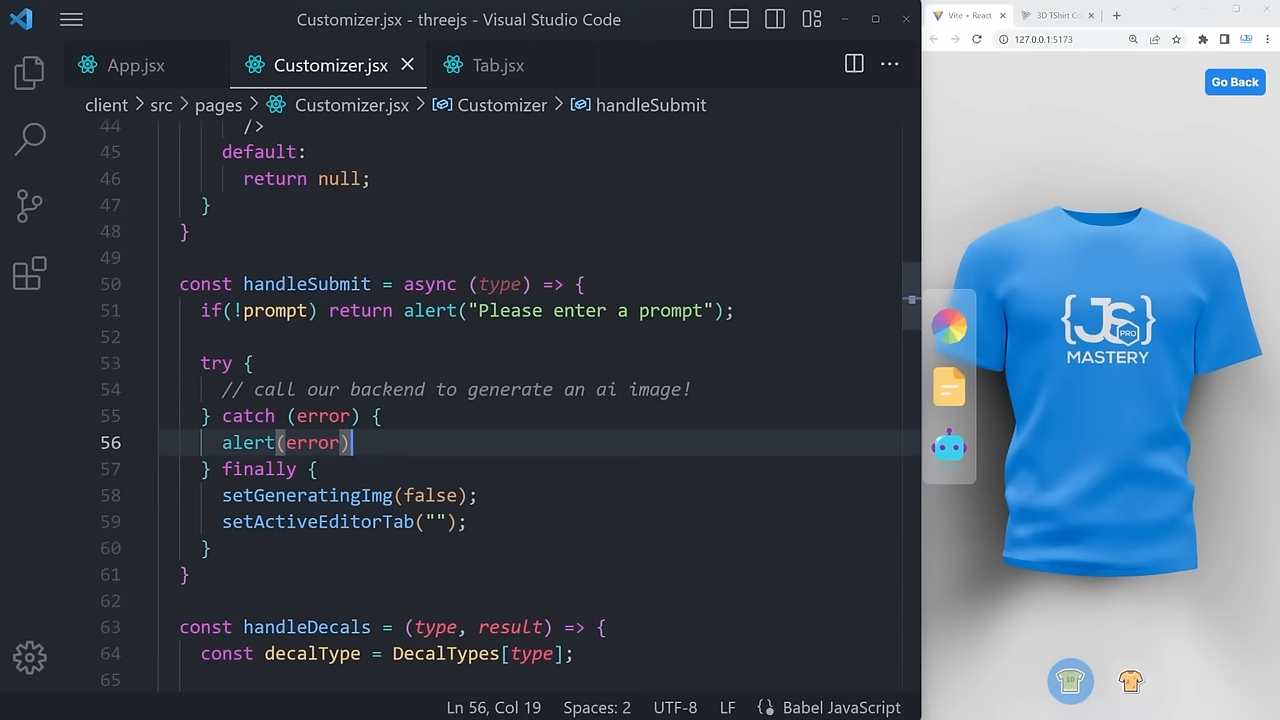 Customizer.jsx - threejs - Visual Studio Code
App.jsx
Customizer.jsx
Tab.jsx
client > src > pages > Customizer.jsx > Customizer > handleSubmit
44 />
45 default:
46 return null;
47 }
48 }
49
50 const handleSubmit = async (type) => {
51 if(!prompt) return alert("Please enter a prompt");
52
53 try {
54 // call our backend to generate an ai image!
55 } catch (error) {
56 alert(error)
57 } finally {
58 setGeneratingImg(false);
59 setActiveEditorTab("");
60 }
61 }
62
63 const handleDecals = (type, result) => {
64 const decalType = DecalTypes[type];
65
Ln 56, Col 19 Spaces: 2 UTF-8 LF Babel JavaScript
Vite + React
3D TShirt
127.0.0.1:5173
Go Back
{JS}
PRO
MASTERY
10